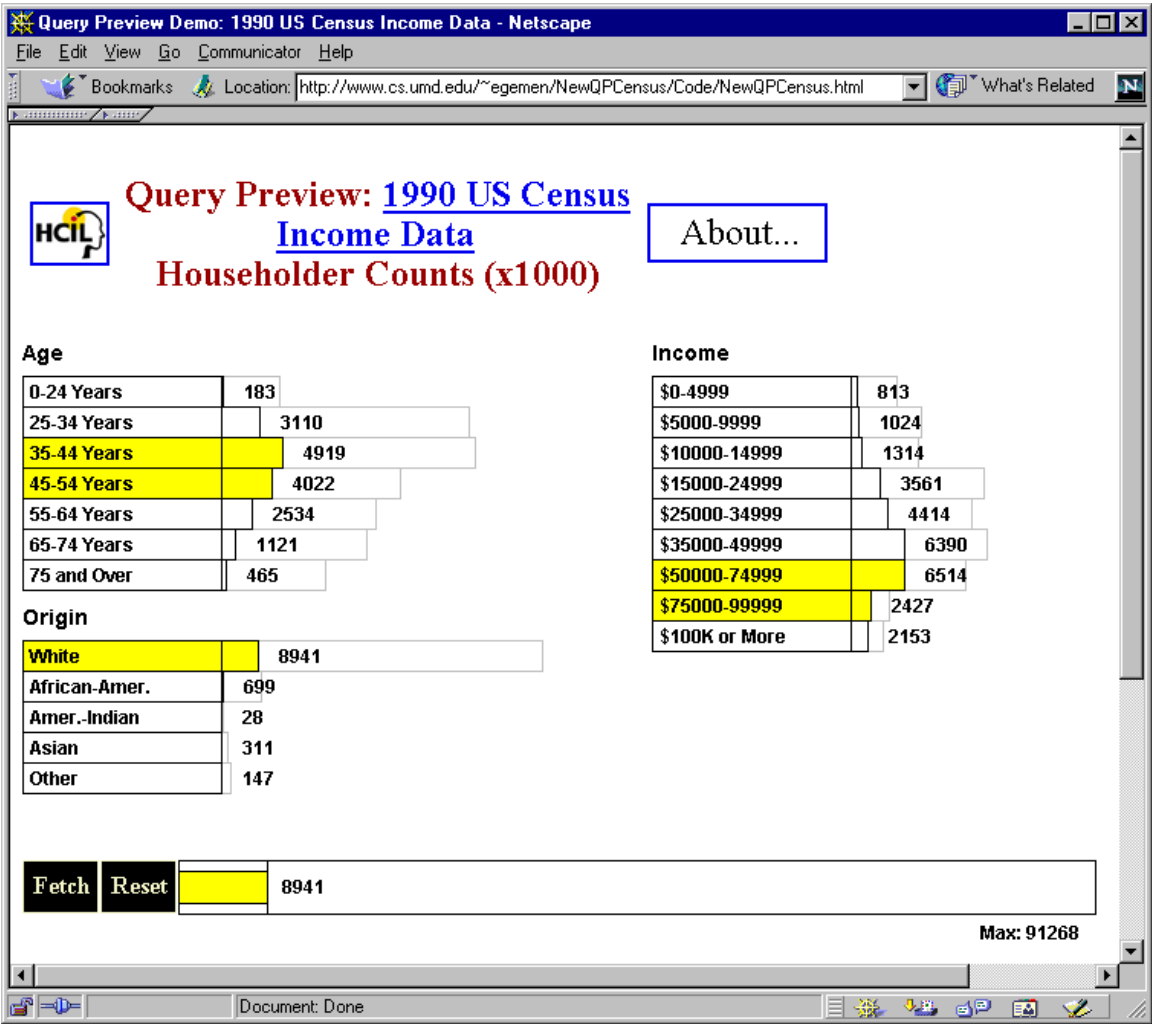 Query Preview Demo: 1990 US Census Income Data - Netscape
File Edit View Go Communicator Help
Bookmarks Location: http://www.cs.umd.edu/~egemen/NewQPCensus/Code/NewQPCensus.html What's Related N
HCIL
Query Preview: 1990 US Census
Income Data
Householder Counts (x1000)
About...
Age
0-24 Years 183
25-34 Years 3110
35-44 Years 4919
45-54 Years 4022
55-64 Years 2534
65-74 Years 1121
75 and Over 465
Origin
White 8941
African-Amer. 699
Amer.-Indian 28
Asian 311
Other 147
Income
$0-4999 813
$5000-9999 1024
$10000-14999 1314
$15000-24999 3561
$25000-34999 4414
$35000-49999 6390
$50000-74999 6514
$75000-99999 2427
$100K or More 2153
Fetch Reset 8941
Max: 91268
Document: Done